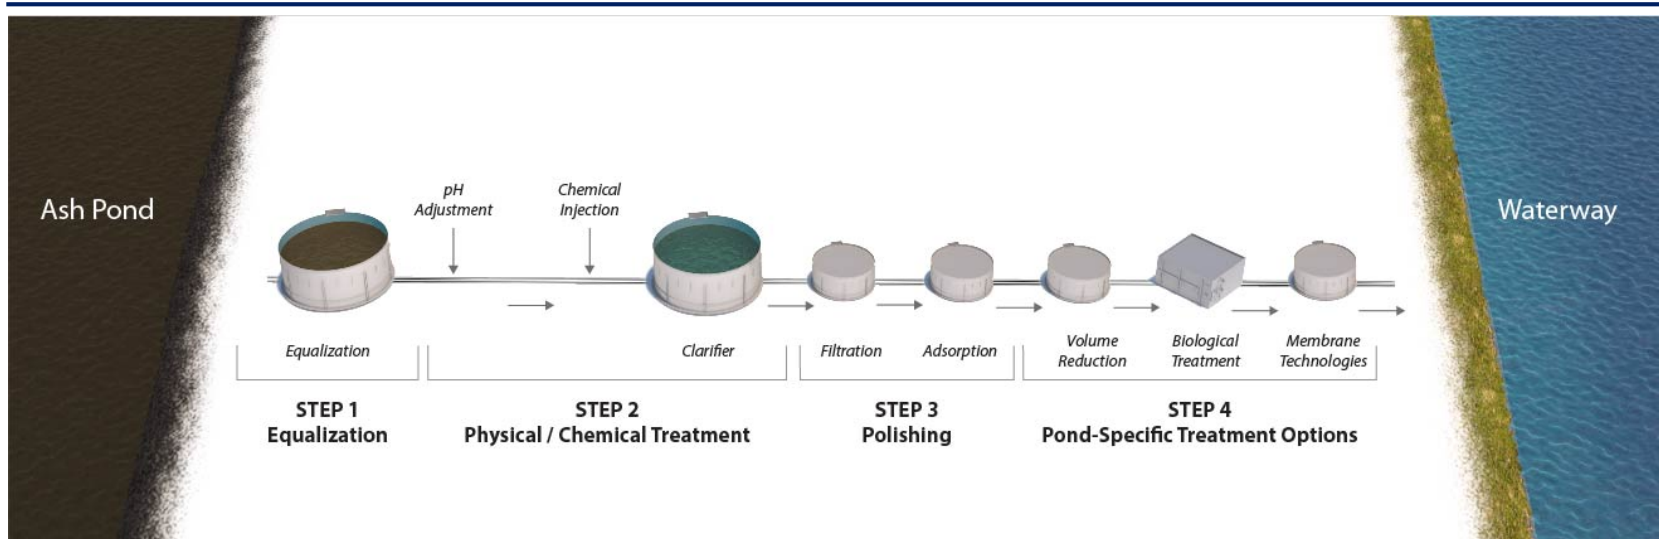 Ash Pond
pH
Adjustment
Chemical
Injection
Waterway
Equalization
Clarifier
Filtration
Adsorption
Volume
Reduction
Biological
Treatment
Membrane
Technologies
STEP 1
Equalization
STEP 2
Physical / Chemical Treatment
STEP 3
Polishing
STEP 4
Pond-Specific Treatment Options